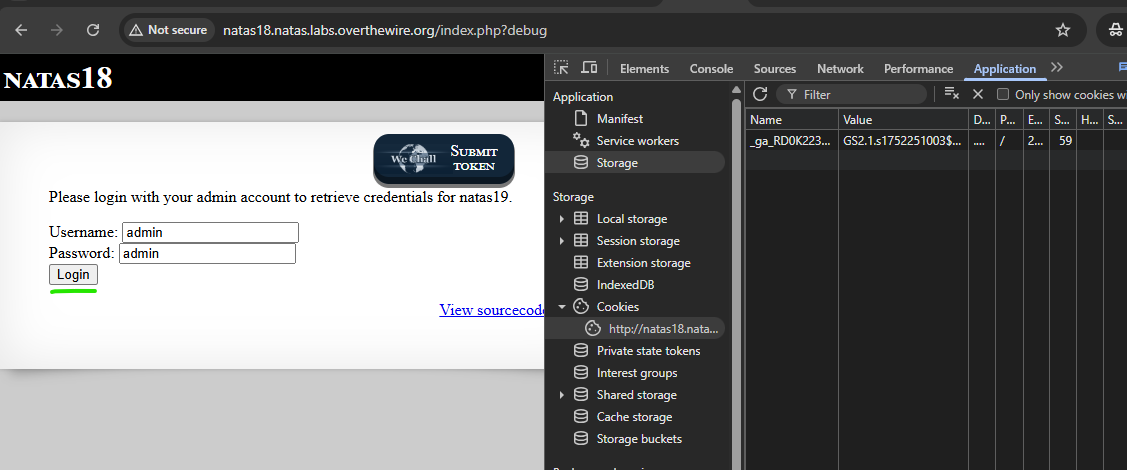 Not secure natas18.natas.labs.overthewire.org/index.php?debug
NATAS18
We Chall SUBMIT TOKEN
Please login with your admin account to retrieve credentials for natas19.
Username: admin
Password: admin
Login
View sourcecod
Elements Console Sources Network Performance Application
Application
Manifest
Service workers
Storage
Storage
Local storage
Session storage
Extension storage
IndexedDB
Cookies
http://natas18.nata...
Private state tokens
Interest groups
Shared storage
Cache storage
Storage buckets
Filter Only show cookies w
Name Value D... P... E... S... H... S...
_ga_RD0K223... GS2.1.s1752251003$... .... / 2... 59